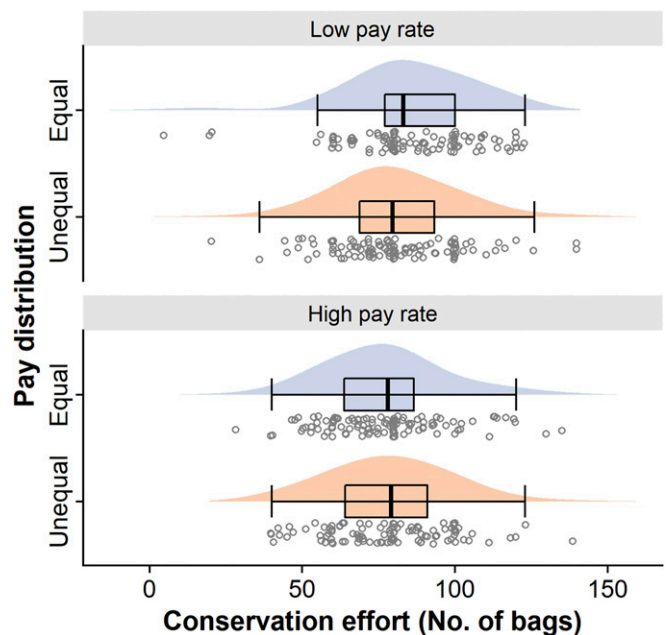 Low pay rate
Equal
Unequal
High pay rate
Equal
Unequal
Pay distribution
0 50 100 150
Conservation effort (No. of bags)